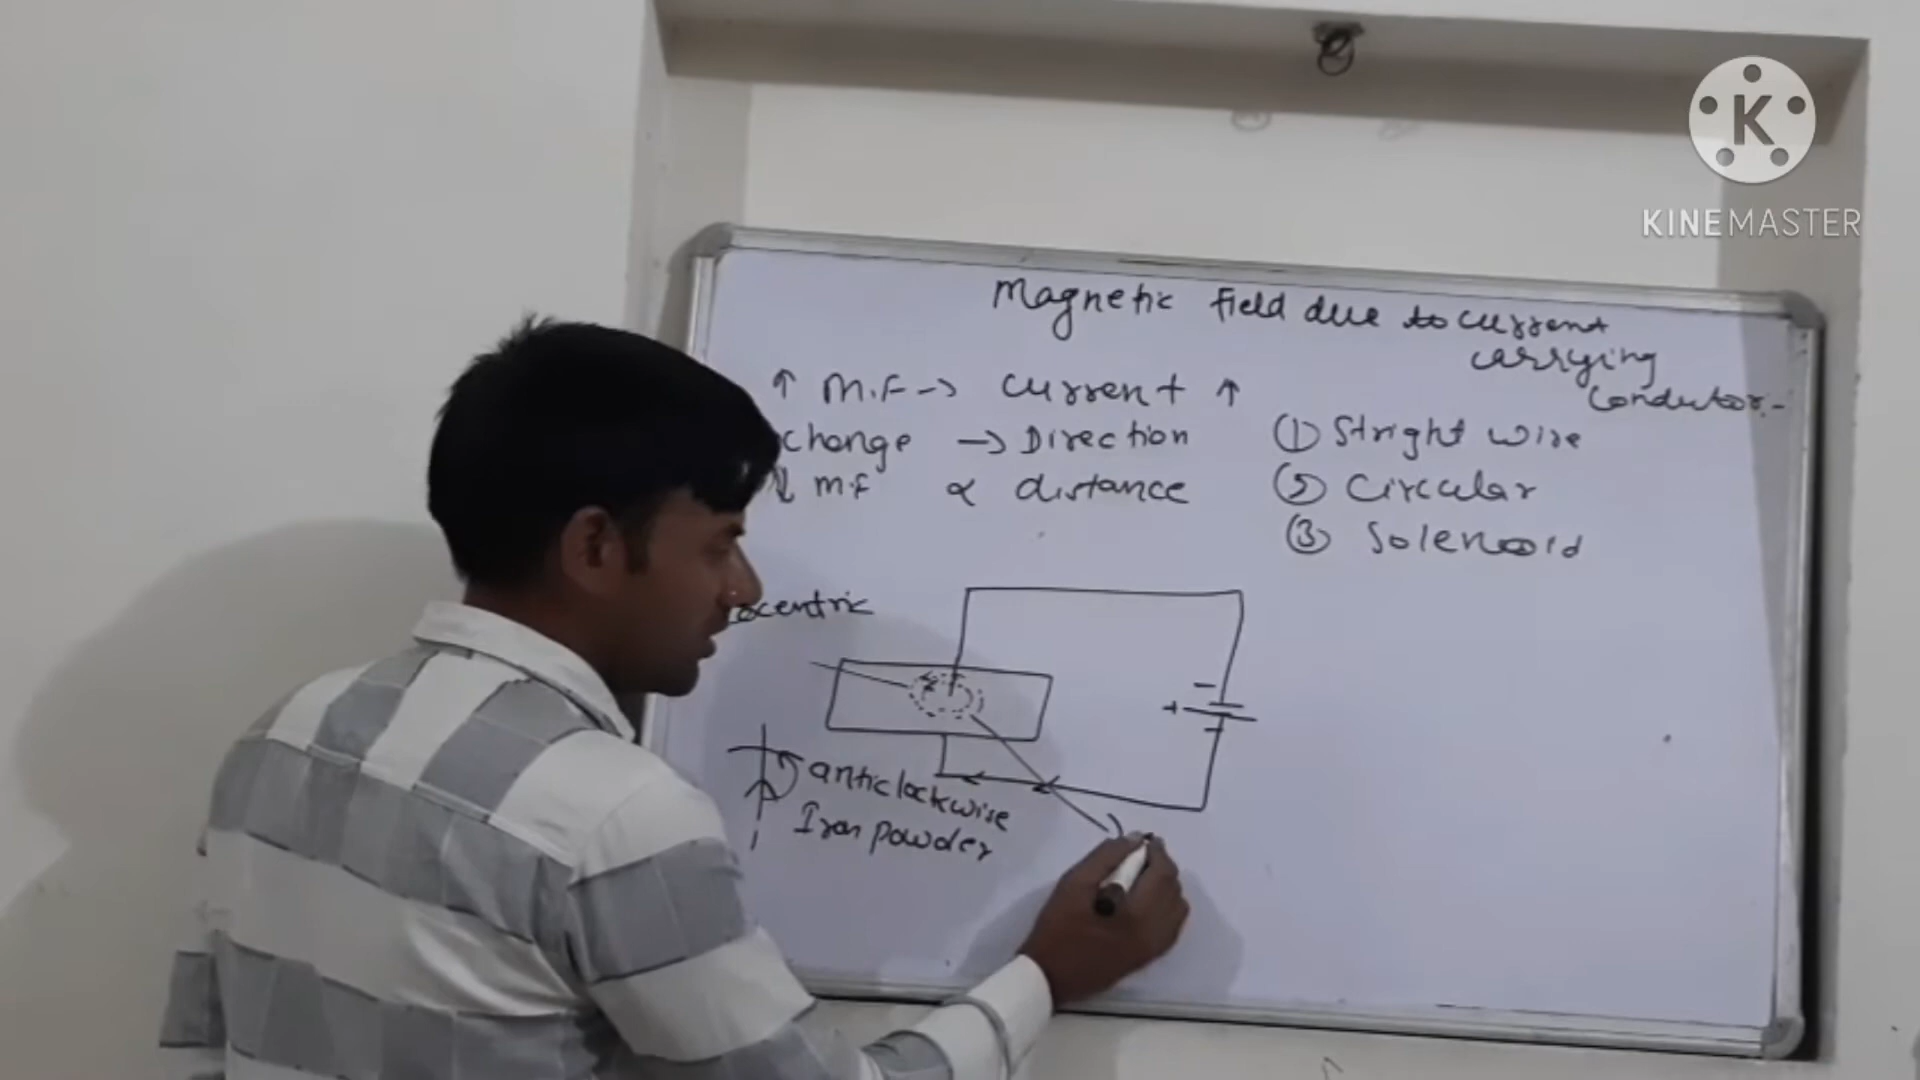 K
KINEMASTER
Magnetic field due to current
carrying
conductor:-
↑ M.F -> current ↑
change -> Direction
↓ m.f ∝ distance
(1) Stright wire
(2) Circular
(3) Solenoid
centric
-
+
anticlockwise
Iron powder